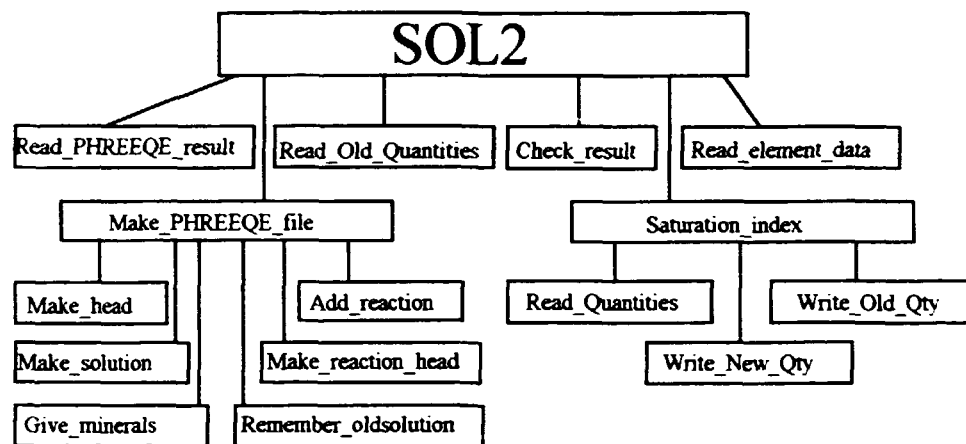 SOL2
Read_PHREEQE_result
Read_Old_Quantities
Check_result
Read_element_data
Make_PHREEQE_file
Saturation_index
Make_head
Add_reaction
Read_Quantities
Write_Old_Qty
Make_solution
Make_reaction_head
Write_New_Qty
Give_minerals
Remember_oldsolution